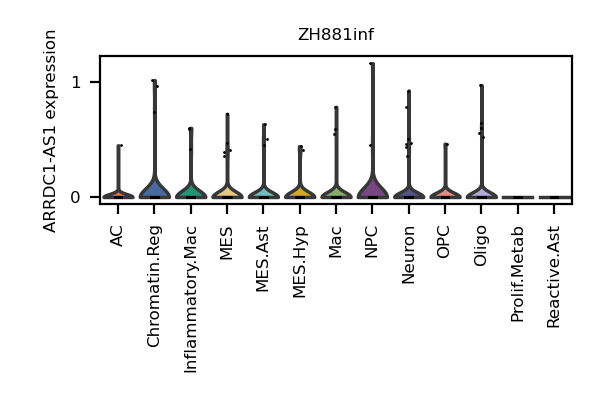 ZH881inf
ARRDC1-AS1 expression
1
0
AC
Chromatin.Reg
Inflammatory.Mac
MES
MES.Ast
MES.Hyp
Mac
NPC
Neuron
OPC
Oligo
Prolif.Metab
Reactive.Ast